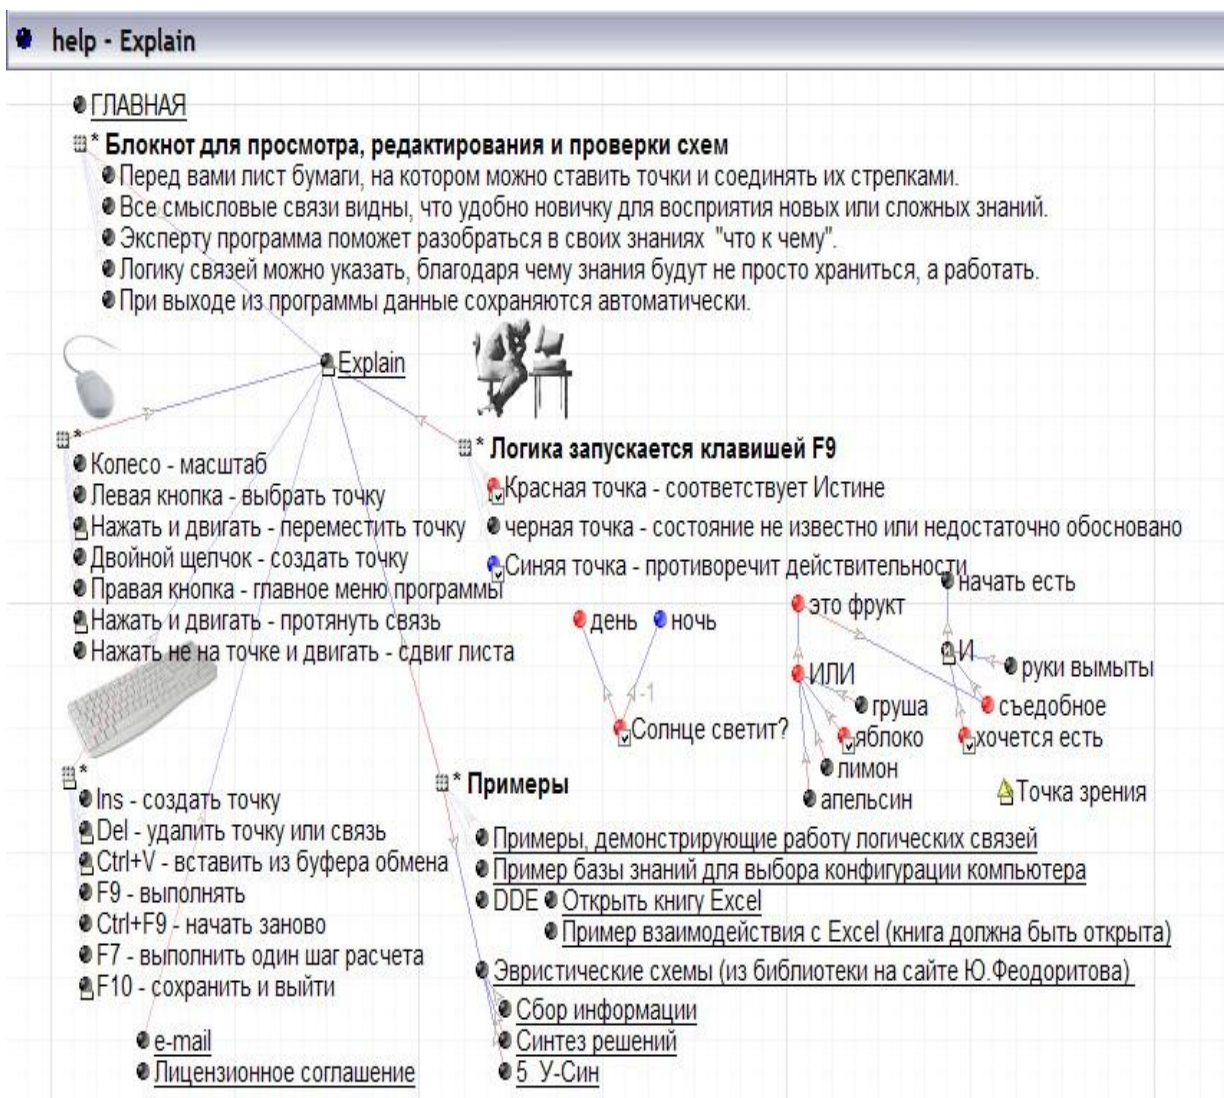 help - Explain
ГЛАВНАЯ
* Блокнот для просмотра, редактирования и проверки схем
Перед вами лист бумаги, на котором можно ставить точки и соединять их стрелками.
Все смысловые связи видны, что удобно новичку для восприятия новых или сложных знаний.
Эксперту программа поможет разобраться в своих знаниях "что к чему".
Логику связей можно указать, благодаря чему знания будут не просто храниться, а работать.
При выходе из программы данные сохраняются автоматически.
Explain
*
Колесо - масштаб
Левая кнопка - выбрать точку
Нажать и двигать - переместить точку
Двойной щелчок - создать точку
Правая кнопка - главное меню программы
Нажать и двигать - протянуть связь
Нажать не на точке и двигать - сдвиг листа
* Логика запускается клавишей F9
Красная точка - соответствует Истине
черная точка - состояние не известно или недостаточно обосновано
Синяя точка - противоречит действительности
день
ночь
-1
Солнце светит?
это фрукт
ИЛИ
груша
яблоко
лимон
апельсин
начать есть
И
руки вымыты
съедобное
хочется есть
Точка зрения
*
Ins - создать точку
Del - удалить точку или связь
Ctrl+V - вставить из буфера обмена
F9 - выполнять
Ctrl+F9 - начать заново
F7 - выполнить один шаг расчета
F10 - сохранить и выйти
e-mail
Лицензионное соглашение
* Примеры
Примеры, демонстрирующие работу логических связей
Пример базы знаний для выбора конфигурации компьютера
DDE Открыть книгу Excel
Пример взаимодействия с Excel (книга должна быть открыта)
Эвристические схемы (из библиотеки на сайте Ю.Феодоритова)
Сбор информации
Синтез решений
5 У-Син